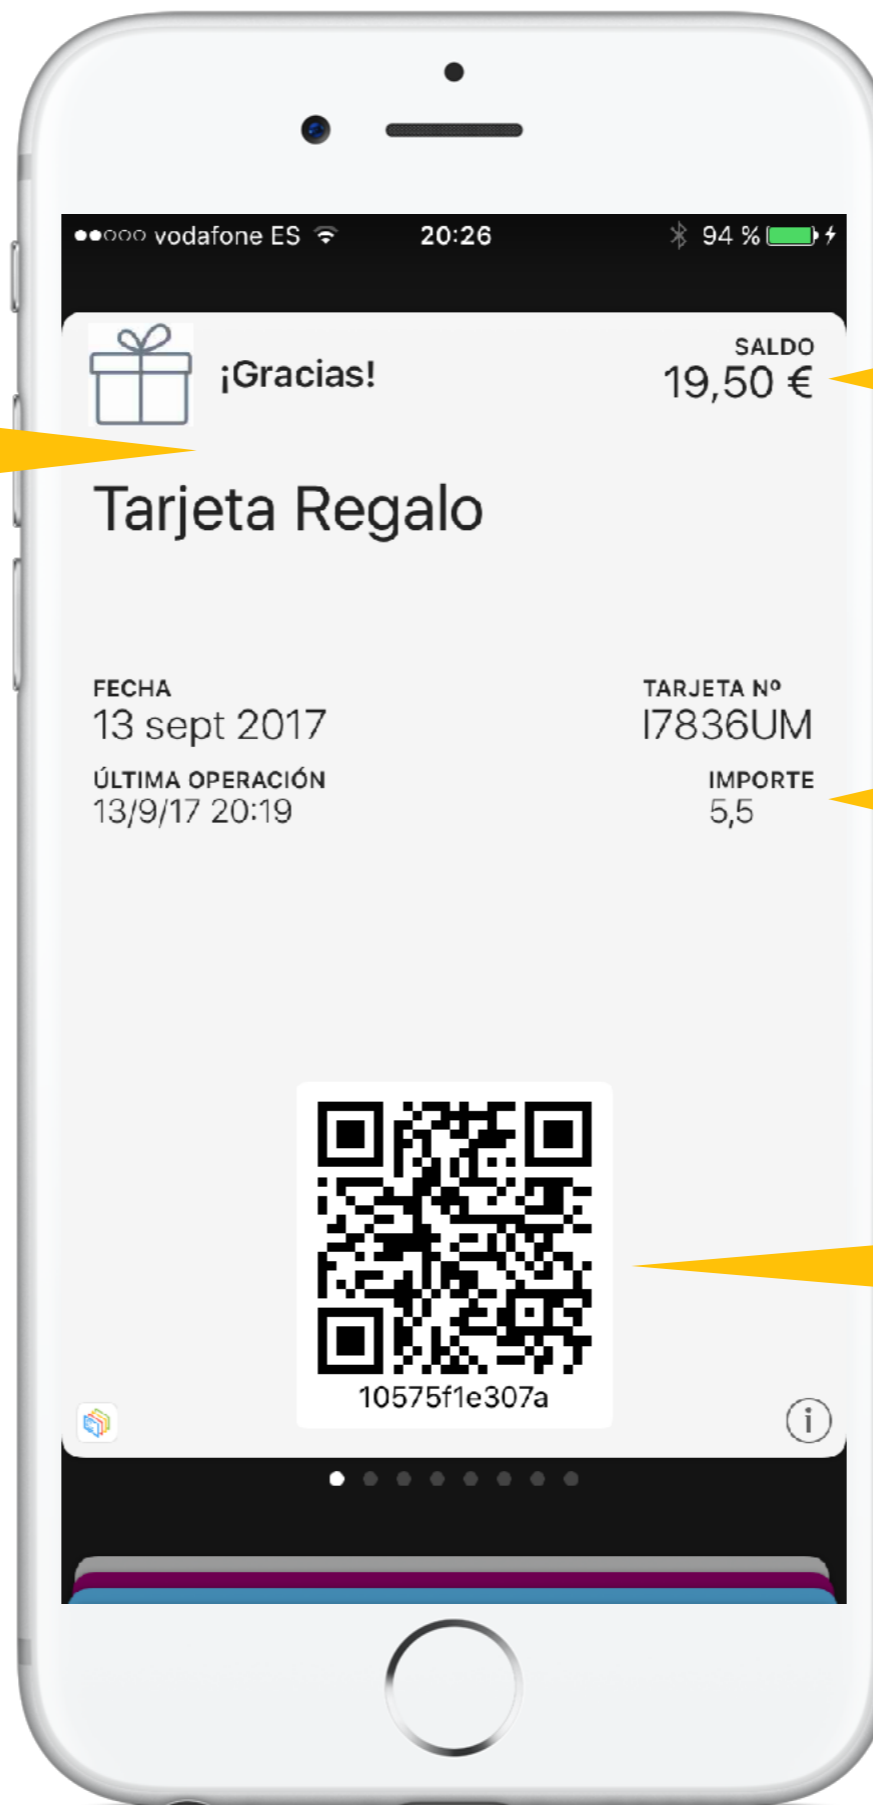 vodafone ES 20:26 94 %
¡Gracias!
SALDO
19,50 €
Tarjeta Regalo
FECHA
13 sept 2017
TARJETA Nº
I7836UM
ÚLTIMA OPERACIÓN
13/9/17 20:19
IMPORTE
5,5
10575f1e307a
i